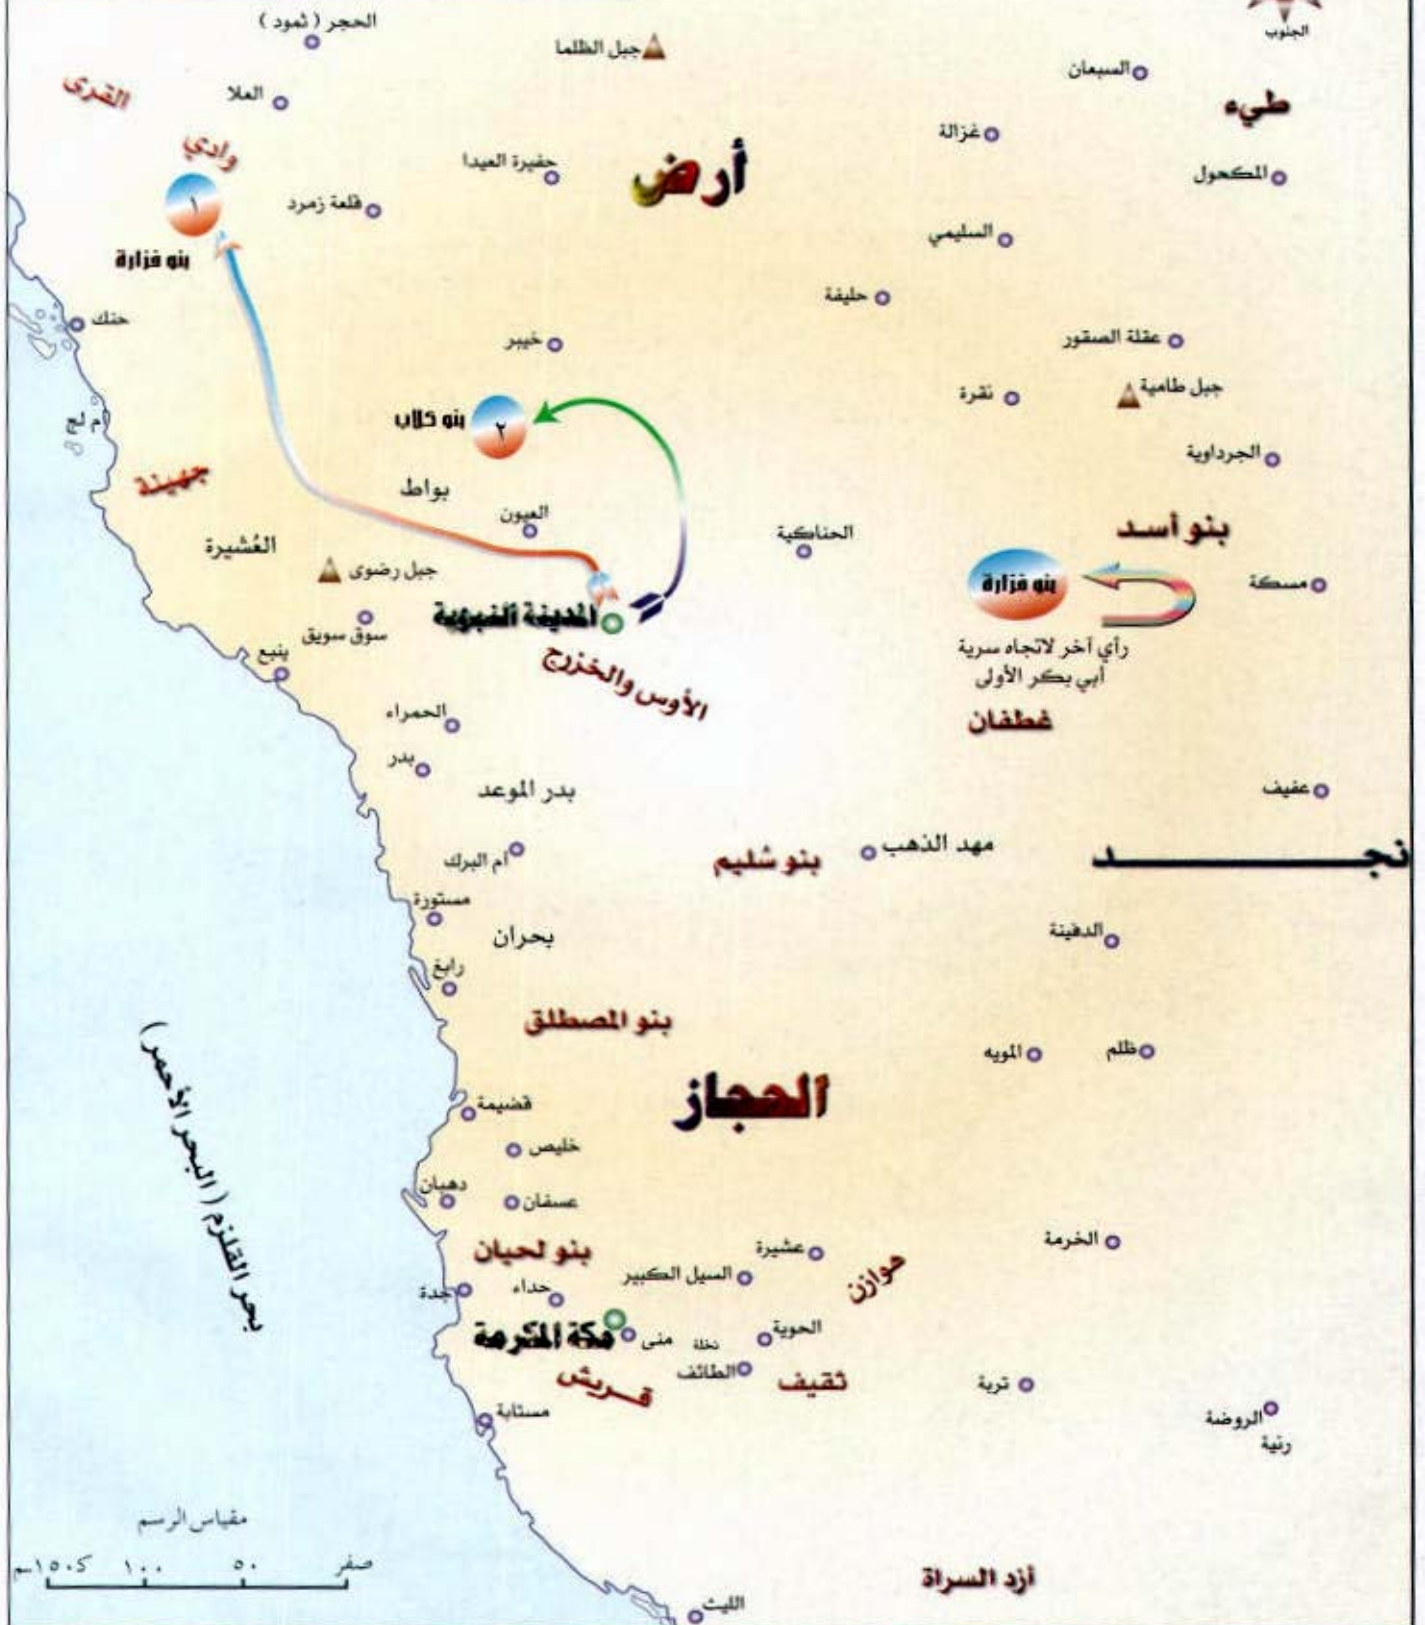 الحجر ( ثمود )
جبل الظلما
الجنوب
السبعان
القرى
العلا
طيء
وادي
غزالة
حفيرة العيدا
أرض
المكحول
١
قلعة زمرد
السليمي
بنو فزارة
حليفة
حنك
خيبر
عقلة الصقور
جبل طامية
نقرة
بنو كلاب
٢
أم لج
الجرداوية
جهينة
بواط
العيون
بنو أسد
الحناكية
العُشيرة
جبل رضوى
بنو فزارة
مسكة
المدينة النبوية
سوق سويق
رأي آخر لاتجاه سرية
أبي بكر الأولى
ينبع
الأوس والخزرج
الحمراء
غطفان
بدر
بدر الموعد
عفيف
أم البرك
بنو سُليم
مهد الذهب
نجـــــد
مستورة
بحران
الدفينة
رابغ
بنو المصطلق
المويه
ظلم
بحر القلزم ( البحر الأحمر )
الحجاز
قضيمة
خليص
دهبان
عسفان
بنو لحيان
عشيرة
الخرمة
هوازن
السيل الكبير
جدة
حداء
مكة المكرمة
منى
نخلة
الحوية
الطائف
ثقيف
قريش
تربة
مستابة
الروضة
رنية
مقياس الرسم
صفر ٥٠ ١٠٠ ١٥٠كم
أزد السراة
الليث